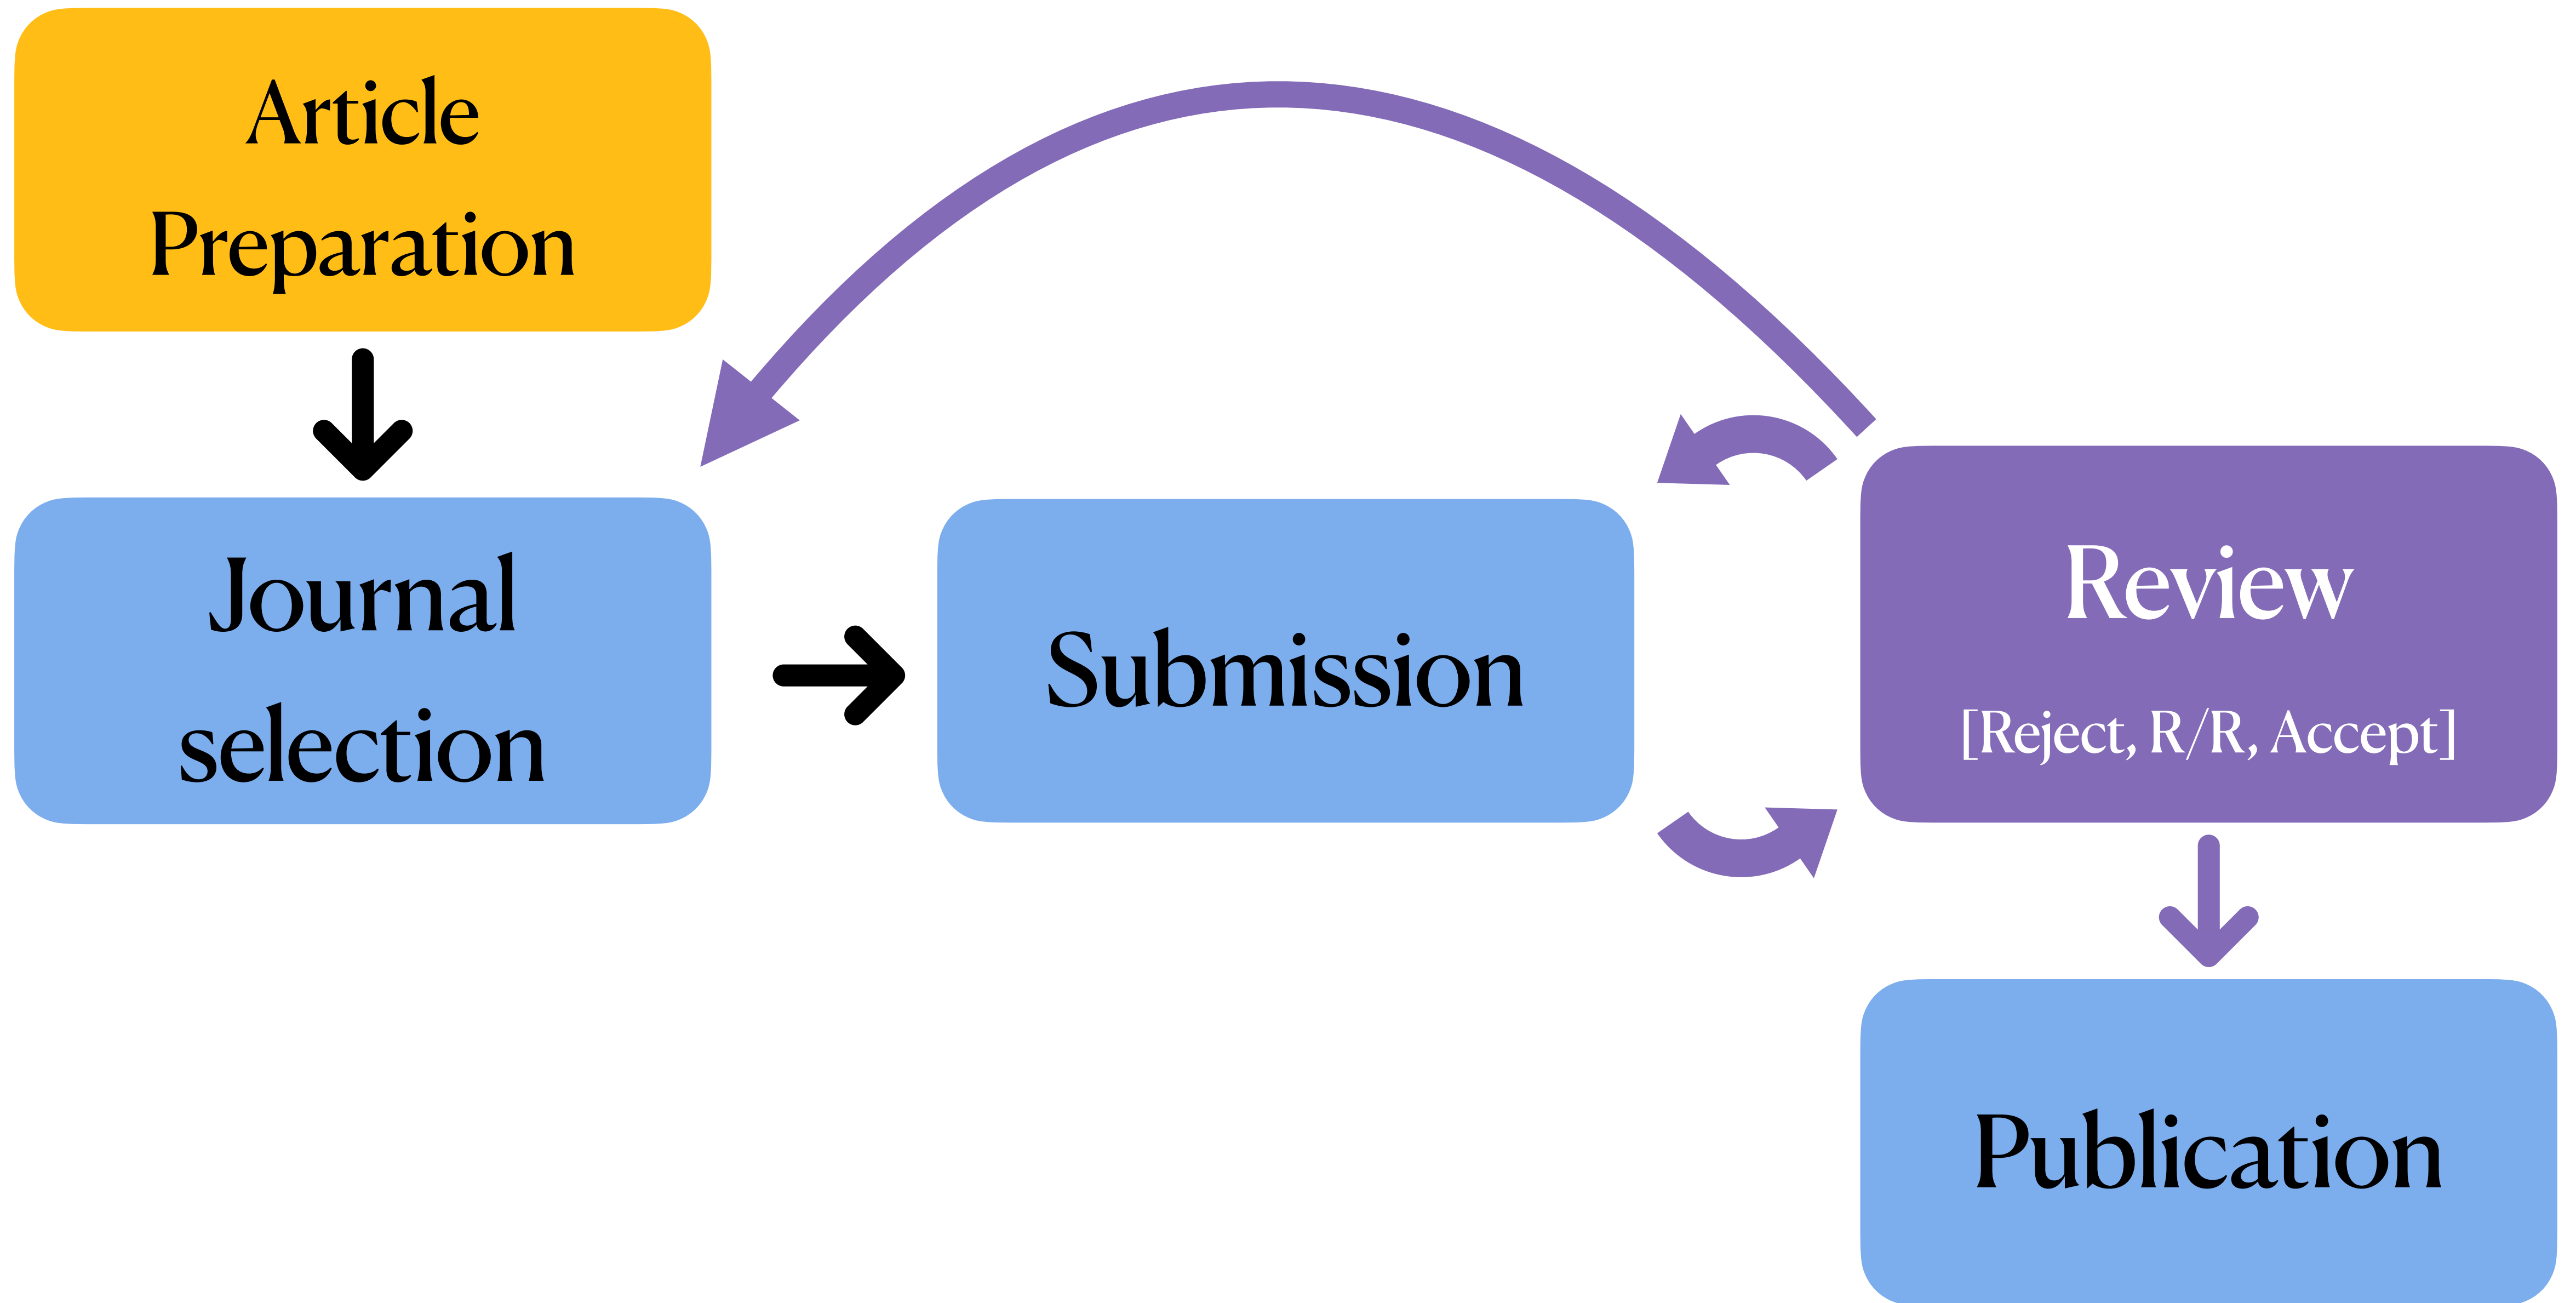 Article
Preparation
Journal
selection
Submission
Review
[Reject, R/R, Accept]
Publication